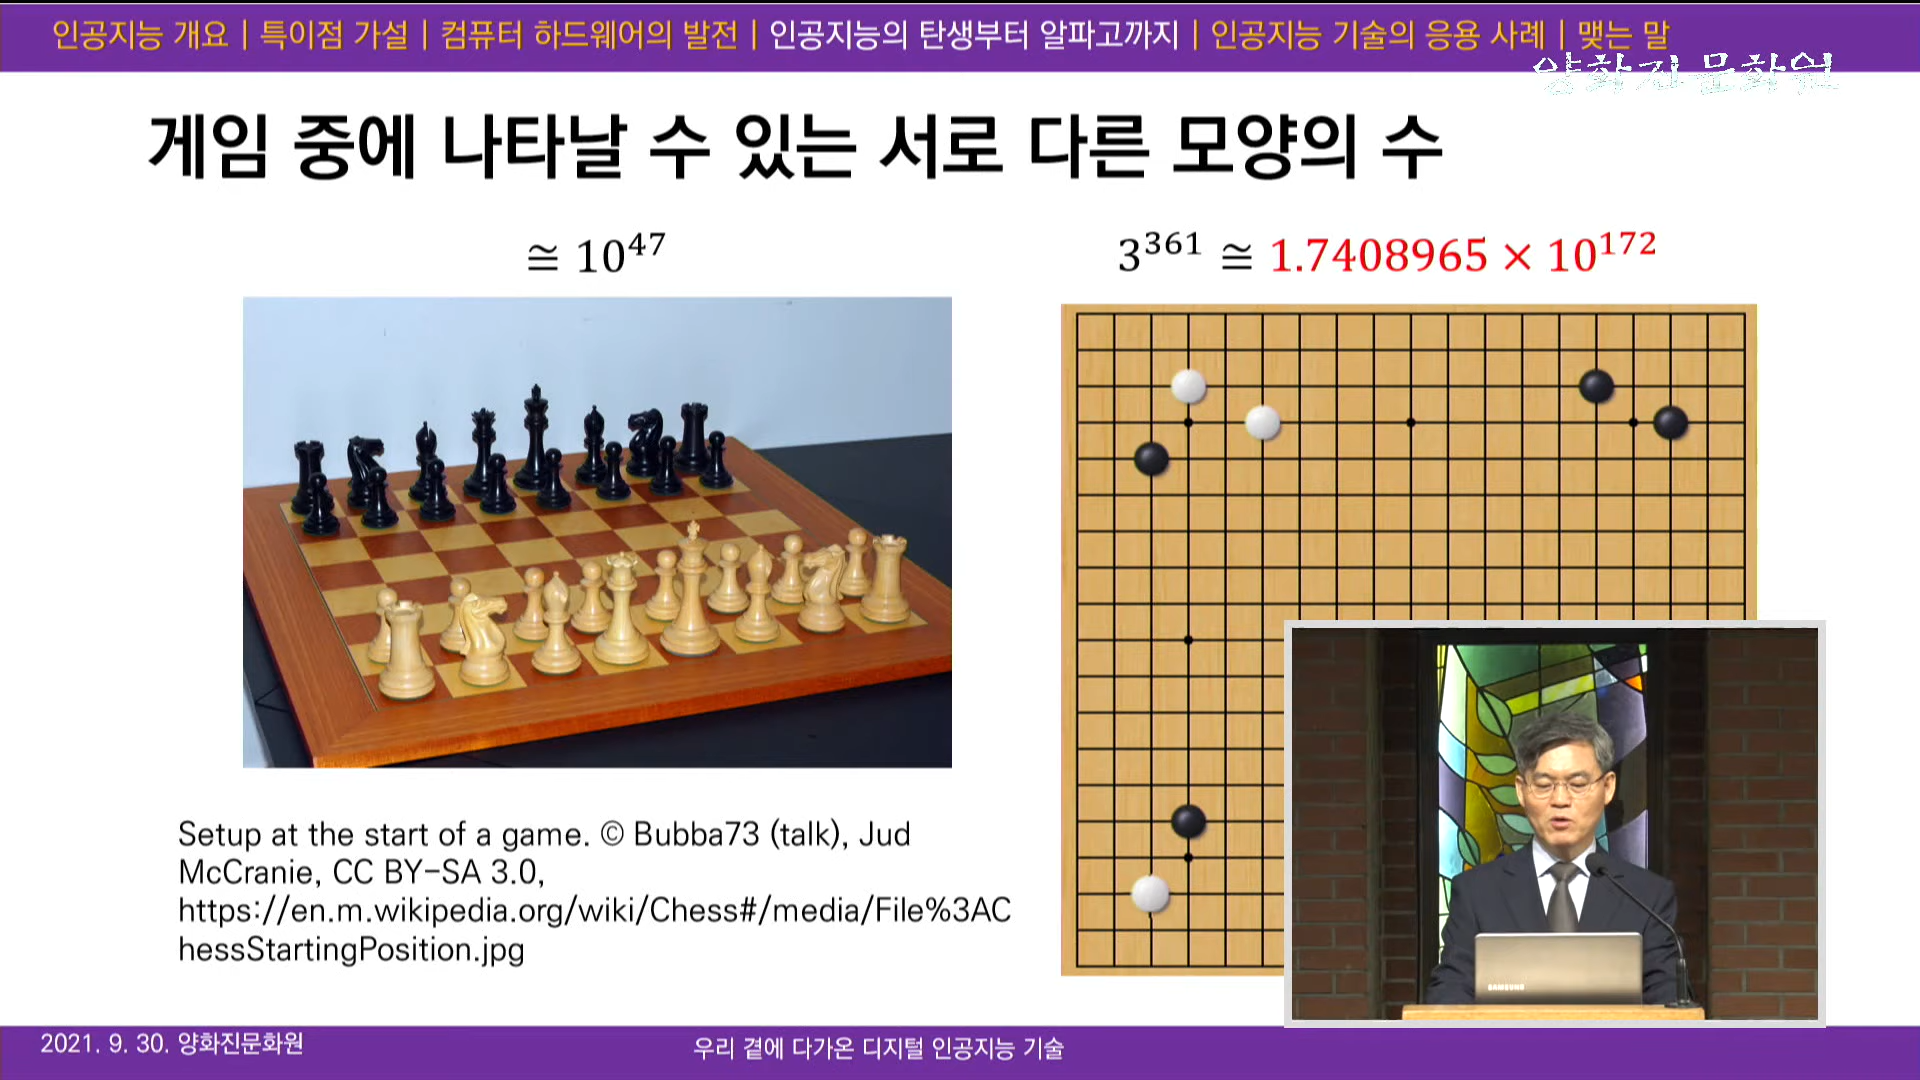 인공지능 개요 | 특이점 가설 | 컴퓨터 하드웨어의 발전 | 인공지능의 탄생부터 알파고까지 | 인공지능 기술의 응용 사례 | 맺는 말
양화진문화원
게임 중에 나타날 수 있는 서로 다른 모양의 수
≅ 10⁴⁷
3³⁶¹ ≅ 1.7408965 × 10¹⁷²
Setup at the start of a game. © Bubba73 (talk), Jud
McCranie, CC BY-SA 3.0,
https://en.m.wikipedia.org/wiki/Chess#/media/File%3AC
hessStartingPosition.jpg
SAMSUNG
2021. 9. 30. 양화진문화원
우리 곁에 다가온 디지털 인공지능 기술